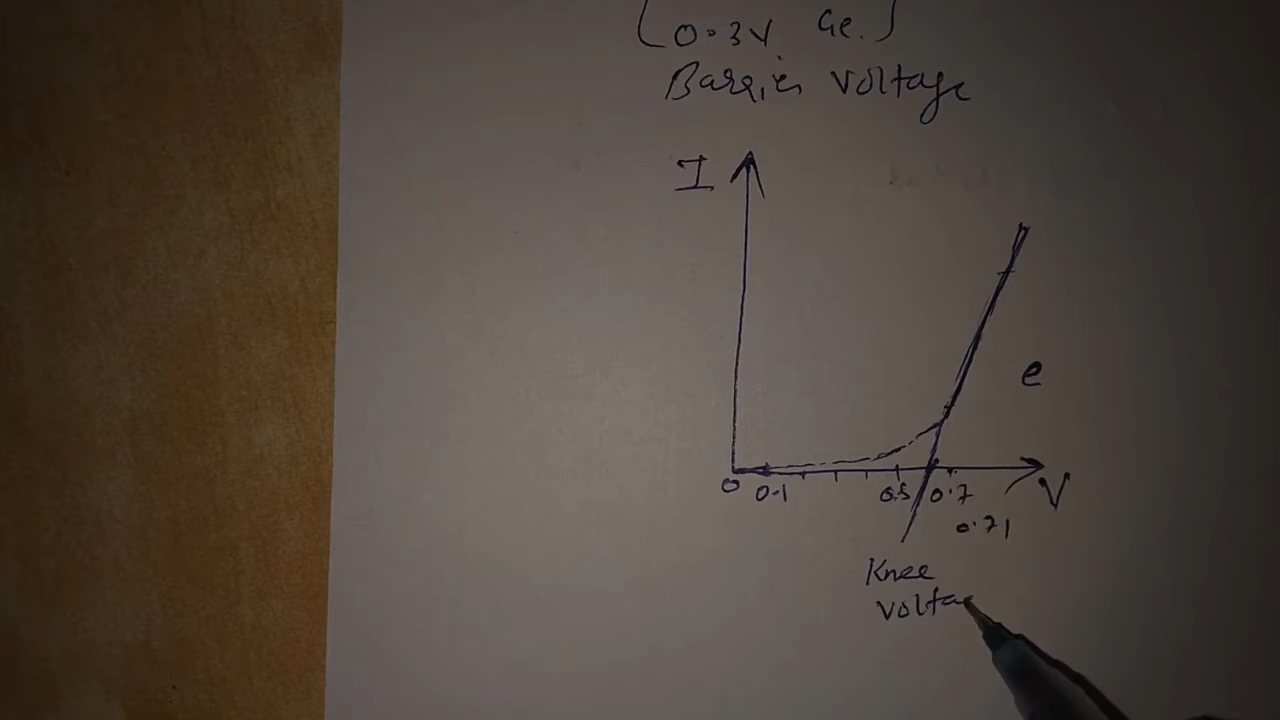 (0.3V Ge.)
Barrier Voltage
I
e
0 0.1 0.5 0.7 V
0.71
Knee
volta